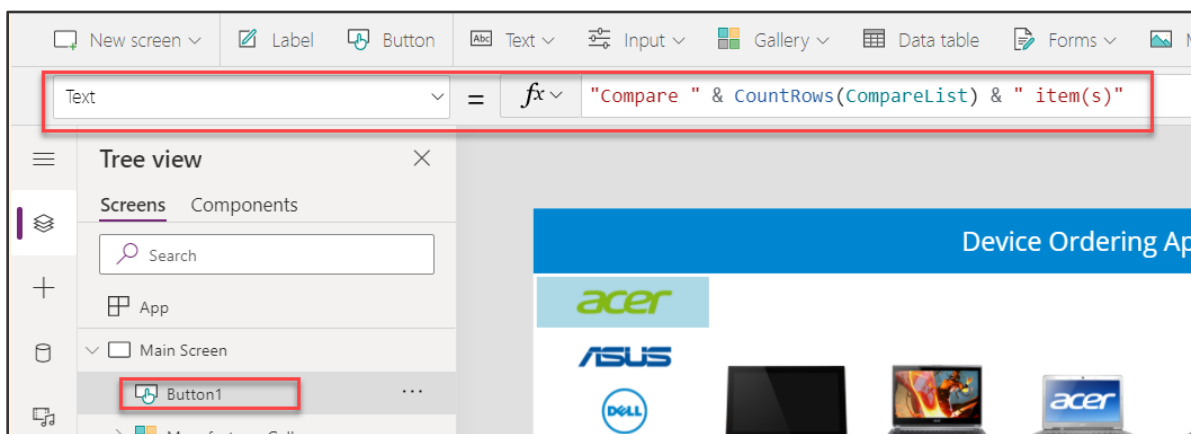 New screen Label Button Abc Text Input Gallery Data table Forms
Text = fx "Compare " & CountRows(CompareList) & " item(s)"
Tree view
Screens Components
Search
App
Main Screen
Button1 ...
Device Ordering
acer
ASUS
DELL
acer